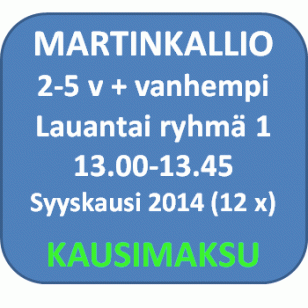 MARTINKALLIO
2-5 v + vanhempi
Lauantai ryhmä 1
13.00-13.45
Syyskausi 2014 (12 x)
KAUSIMAKSU